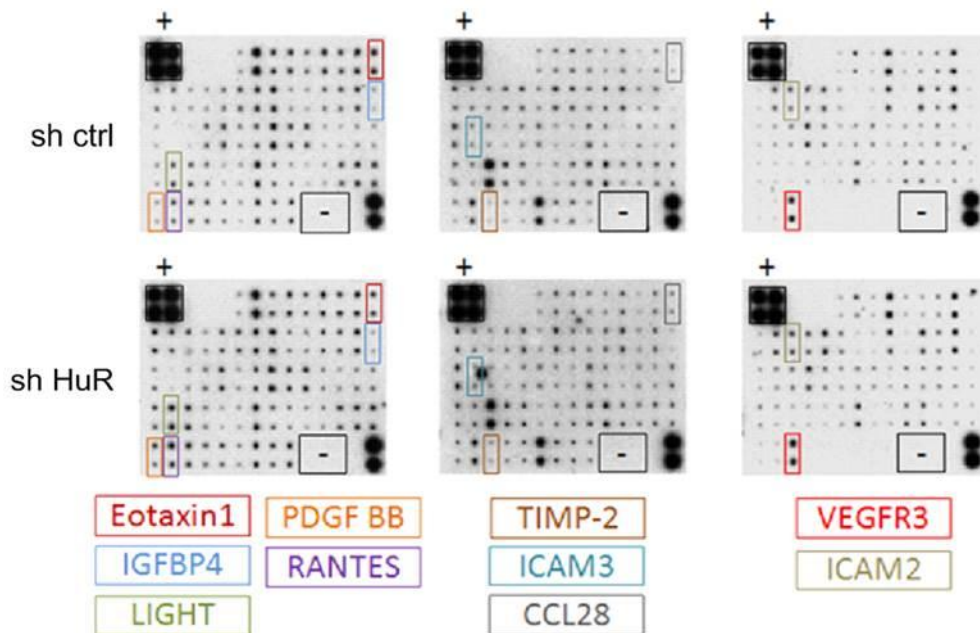 + + +
sh ctrl
- - -
+ + +
sh HuR
- - -
Eotaxin1 PDGF BB TIMP-2 VEGFR3
IGFBP4 RANTES ICAM3 ICAM2
LIGHT CCL28